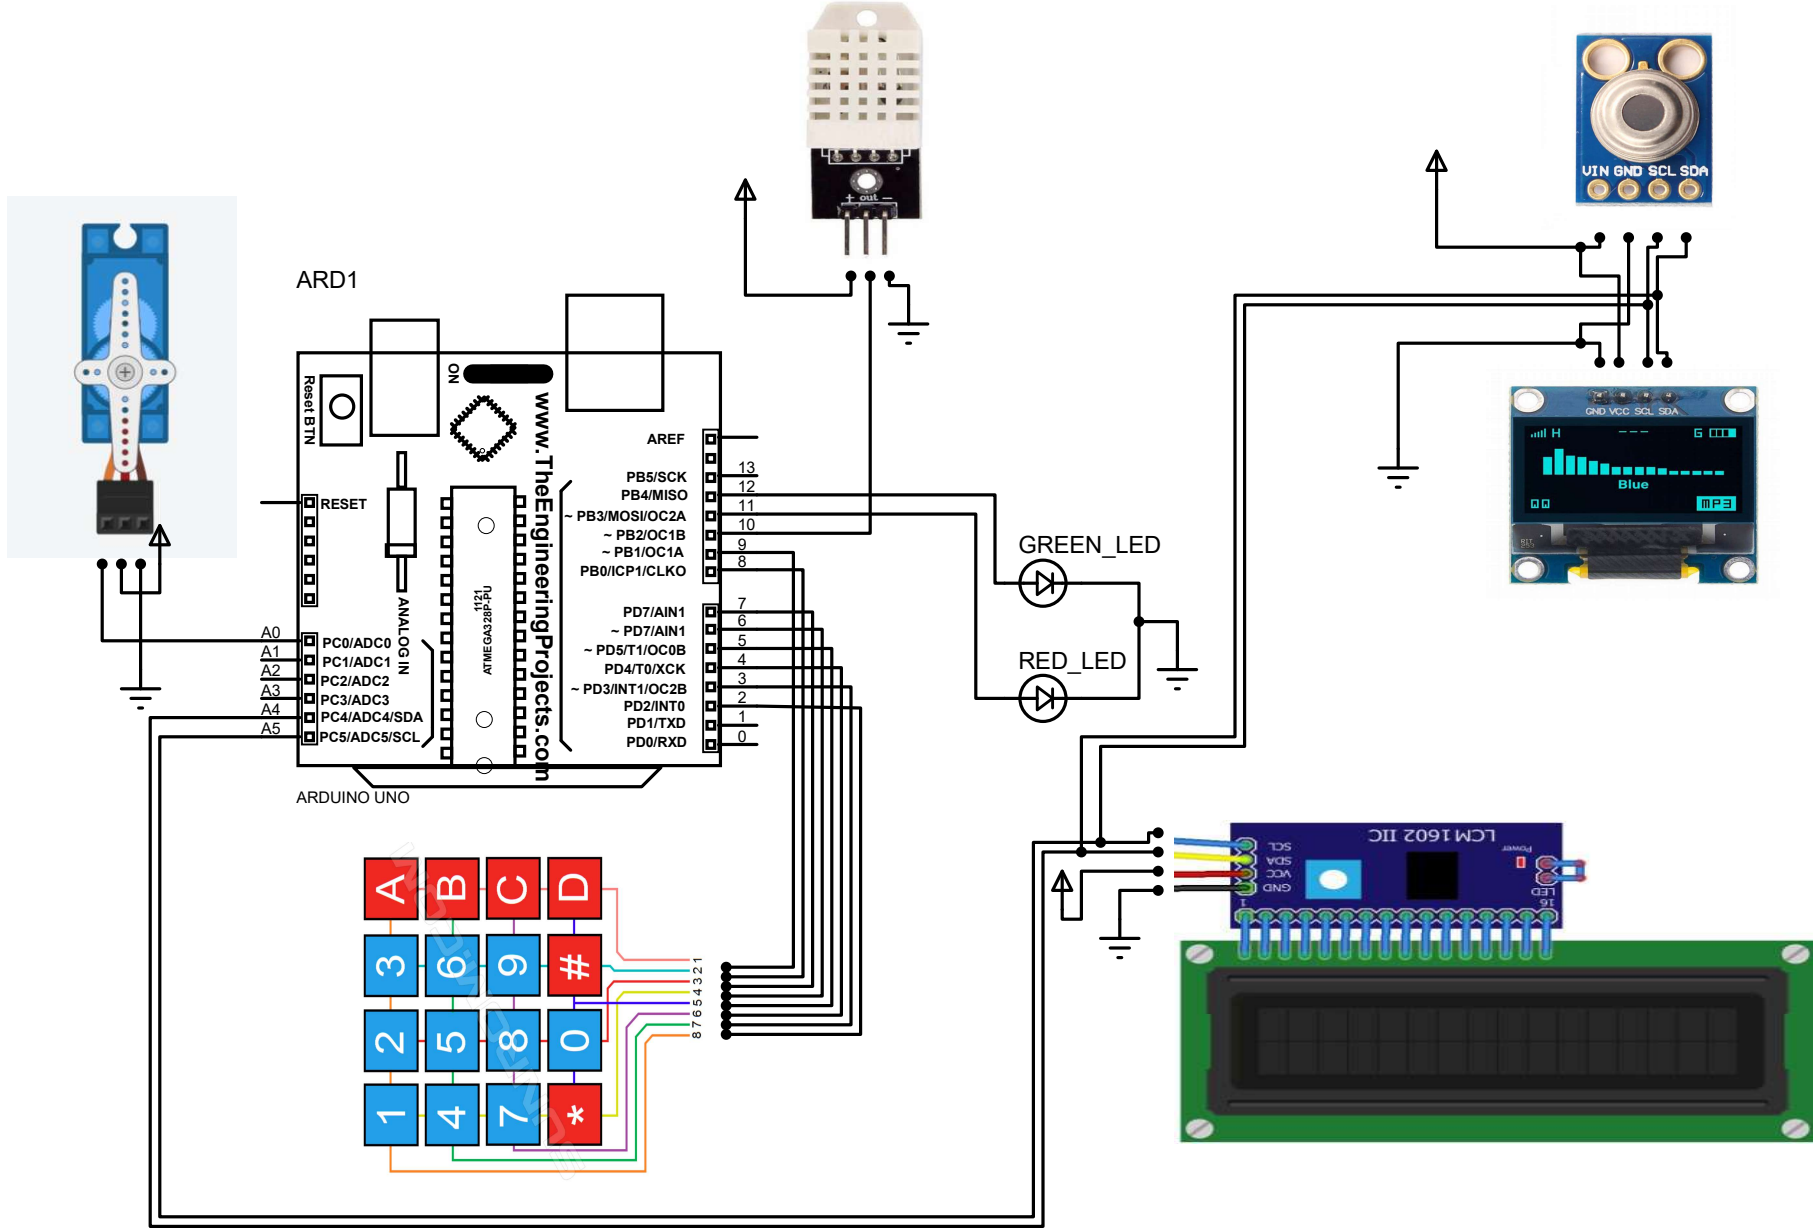 + out −
VIN GND SCL SDA
ARD1
ON
Reset BTN
www.TheEngineeringProjects.com
AREF
PB5/SCK 13
PB4/MISO 12
~ PB3/MOSI/OC2A 11
~ PB2/OC1B 10
~ PB1/OC1A 9
PB0/ICP1/CLKO 8
RESET
ANALOG IN
1121
ATMEGA328P-PU
PD7/AIN1 7
~ PD7/AIN1 6
~ PD5/T1/OC0B 5
PD4/T0/XCK 4
~ PD3/INT1/OC2B 3
PD2/INT0 2
PD1/TXD 1
PD0/RXD 0
A0 PC0/ADC0
A1 PC1/ADC1
A2 PC2/ADC2
A3 PC3/ADC3
A4 PC4/ADC4/SDA
A5 PC5/ADC5/SCL
ARDUINO UNO
GREEN_LED
RED_LED
GND VCC SCL SDA
H --- G
Blue
MP3
LCM 1602 IIC
SCL
SDA
VCC
GND
Power
LED
1 16
A B C D
3 6 9 #
2 5 8 0
1 4 7 *
1
2
3
4
5
6
7
8